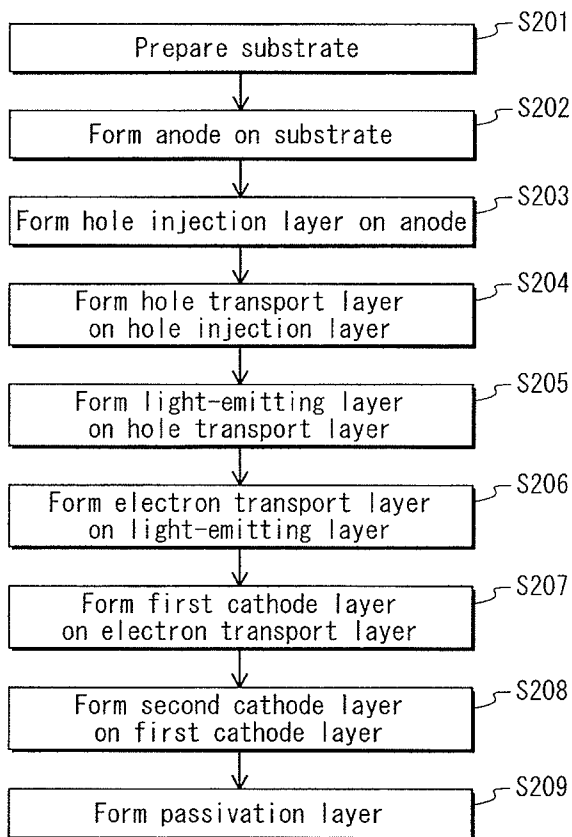 S201
Prepare substrate
S202
Form anode on substrate
S203
Form hole injection layer on anode
S204
Form hole transport layer
on hole injection layer
S205
Form light-emitting layer
on hole transport layer
S206
Form electron transport layer
on light-emitting layer
S207
Form first cathode layer
on electron transport layer
S208
Form second cathode layer
on first cathode layer
S209
Form passivation layer